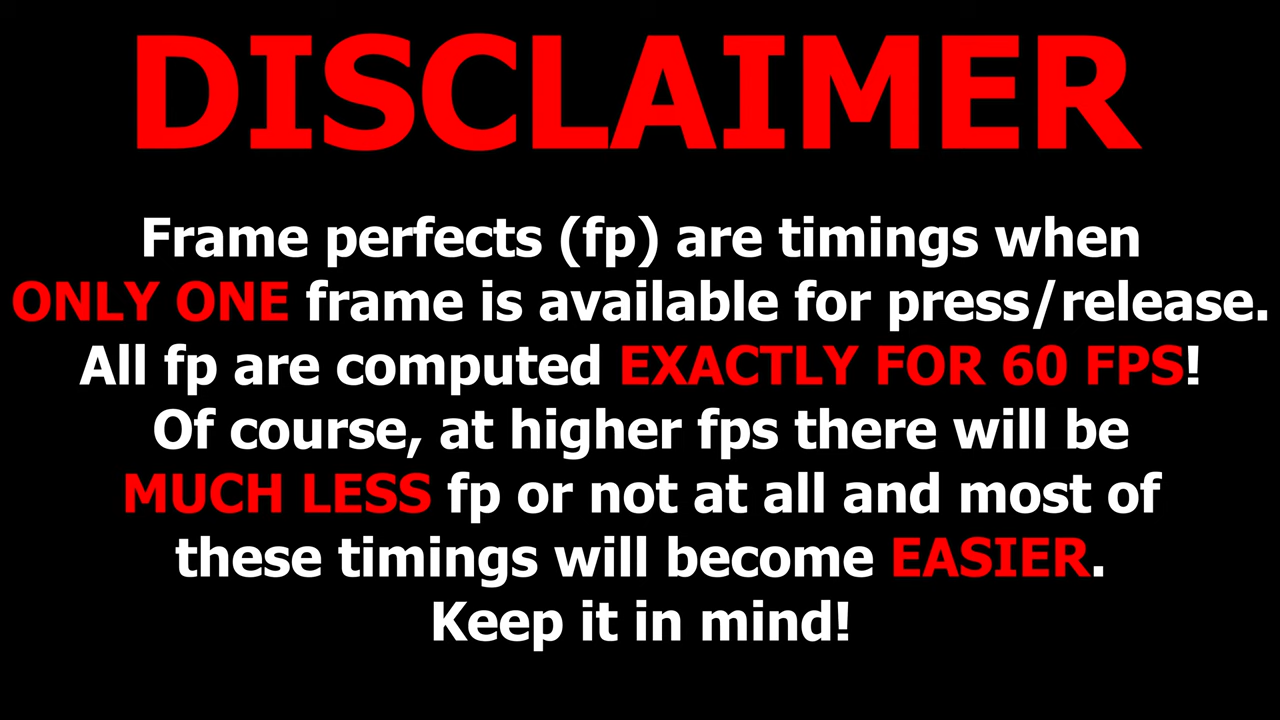 DISCLAIMER
Frame perfects (fp) are timings when
ONLY ONE frame is available for press/release.
All fp are computed EXACTLY FOR 60 FPS!
Of course, at higher fps there will be
MUCH LESS fp or not at all and most of
these timings will become EASIER.
Keep it in mind!